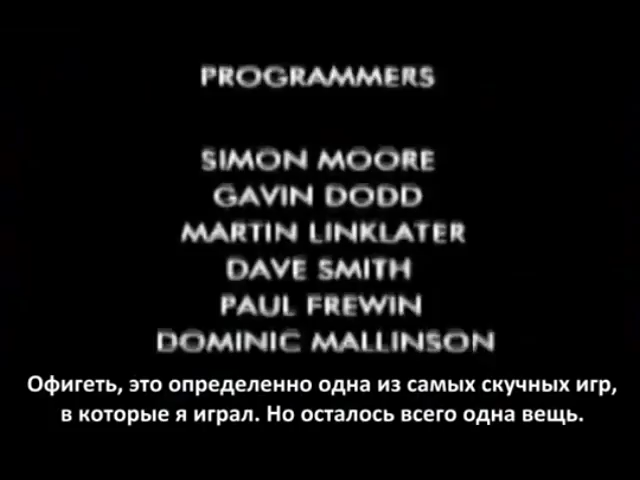 PROGRAMMERS
SIMON MOORE
GAVIN DODD
MARTIN LINKLATER
DAVE SMITH
PAUL FREWIN
DOMINIC MALLINSON
Офигеть, это определенно одна из самых скучных игр,
в которые я играл. Но осталось всего одна вещь.